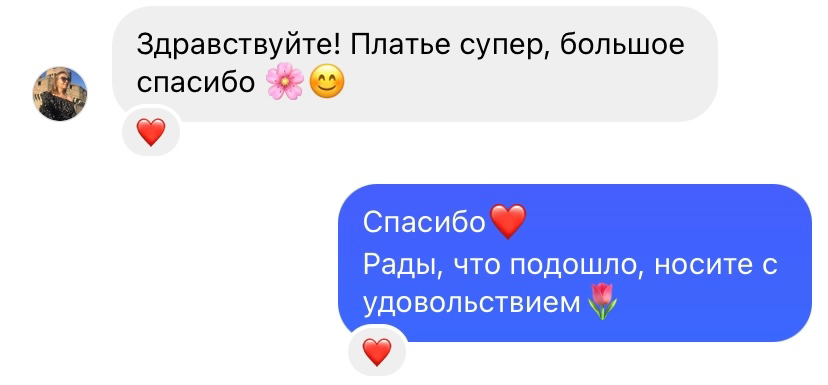 Здравствуйте! Платье супер, большое
спасибо 🌸😊
❤️
Спасибо❤️
Рады, что подошло, носите с
удовольствием🌷
❤️